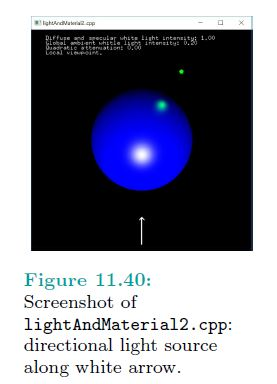 lightAndMaterial2.cpp
Diffuse and specular white light intensity: 1.00
Global ambient whitle light intensity: 0.20
Quadratic attenuation: 0.00
Local viewpoint.
Figure 11.40:
Screenshot of
lightAndMaterial2.cpp:
directional light source
along white arrow.